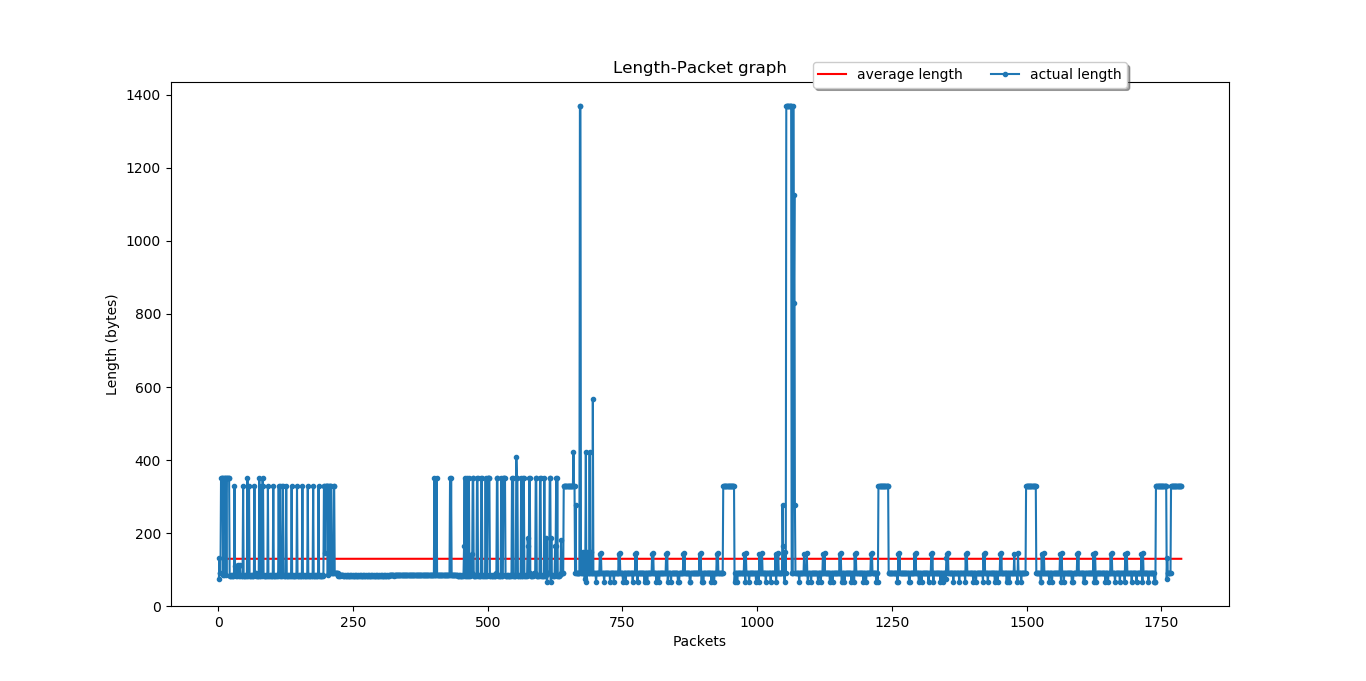 Length-Packet graph
average length
actual length
Length (bytes)
1400
1200
1000
800
600
400
200
0
0 250 500 750 1000 1250 1500 1750
Packets